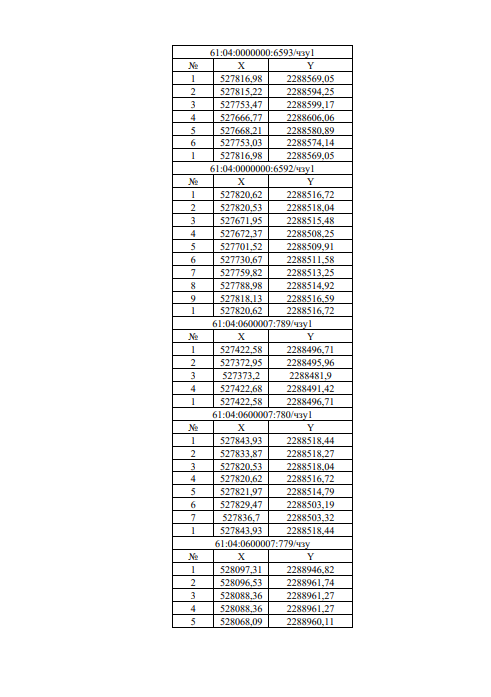 61:04:0000000:6593/чзу1
№ X Y
1 527816,98 2288569,05
2 527815,22 2288594,25
3 527753,47 2288599,17
4 527666,77 2288606,06
5 527668,21 2288580,89
6 527753,03 2288574,14
1 527816,98 2288569,05
61:04:0000000:6592/чзу1
№ X Y
1 527820,62 2288516,72
2 527820,53 2288518,04
3 527671,95 2288515,48
4 527672,37 2288508,25
5 527701,52 2288509,91
6 527730,67 2288511,58
7 527759,82 2288513,25
8 527788,98 2288514,92
9 527818,13 2288516,59
1 527820,62 2288516,72
61:04:0600007:789/чзу1
№ X Y
1 527422,58 2288496,71
2 527372,95 2288495,96
3 527373,2 2288481,9
4 527422,68 2288491,42
1 527422,58 2288496,71
61:04:0600007:780/чзу1
№ X Y
1 527843,93 2288518,44
2 527833,87 2288518,27
3 527820,53 2288518,04
4 527820,62 2288516,72
5 527821,97 2288514,79
6 527829,47 2288503,19
7 527836,7 2288503,32
1 527843,93 2288518,44
61:04:0600007:779/чзу
№ X Y
1 528097,31 2288946,82
2 528096,53 2288961,74
3 528088,36 2288961,27
4 528088,36 2288961,27
5 528068,09 2288960,11